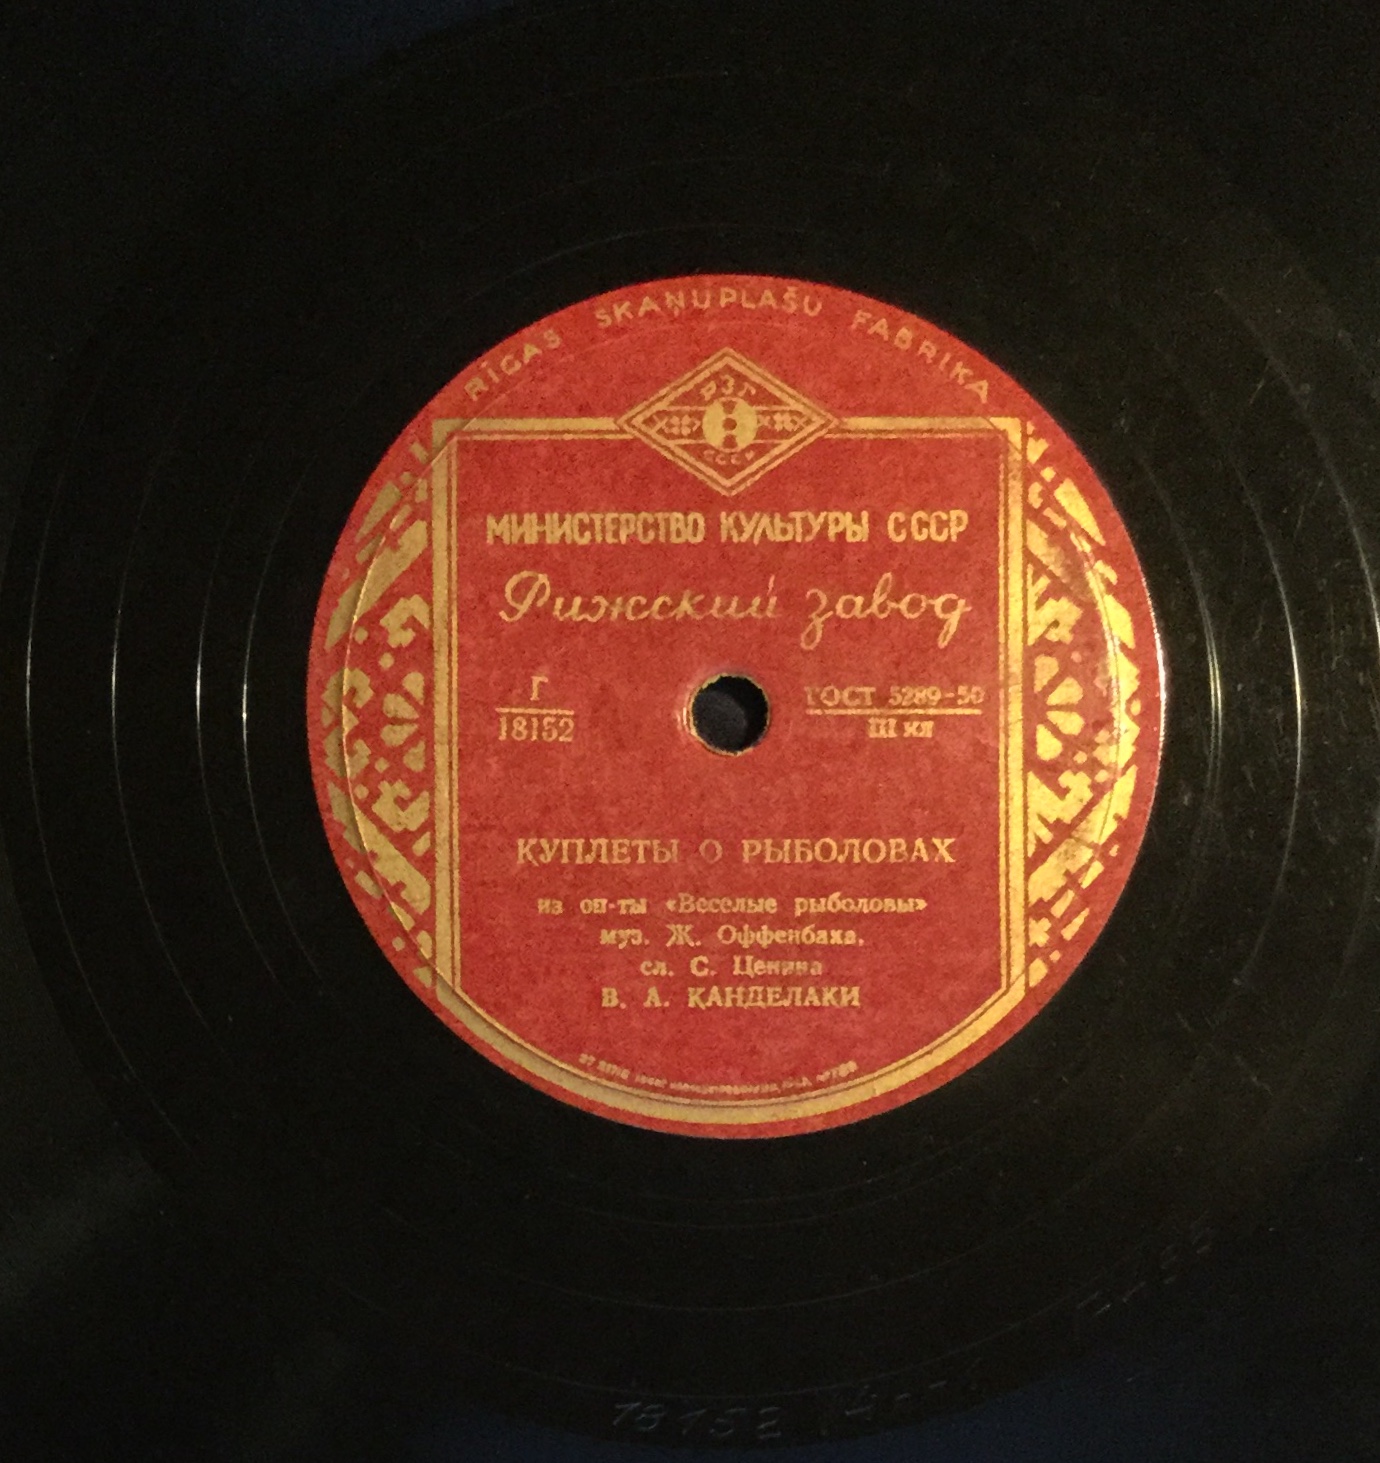 RĪGAS SKAŅUPLAŠU FABRIKA
РЗГ
СССР
МИНИСТЕРСТВО КУЛЬТУРЫ СССР
Рижский завод
Г
18152
ГОСТ 5289-50
III кл
КУПЛЕТЫ О РЫБОЛОВАХ
из оп-ты «Веселые рыболовы»
муз. Ж. Оффенбаха,
сл. С. Ценина
В. А. КАНДЕЛАКИ
18152